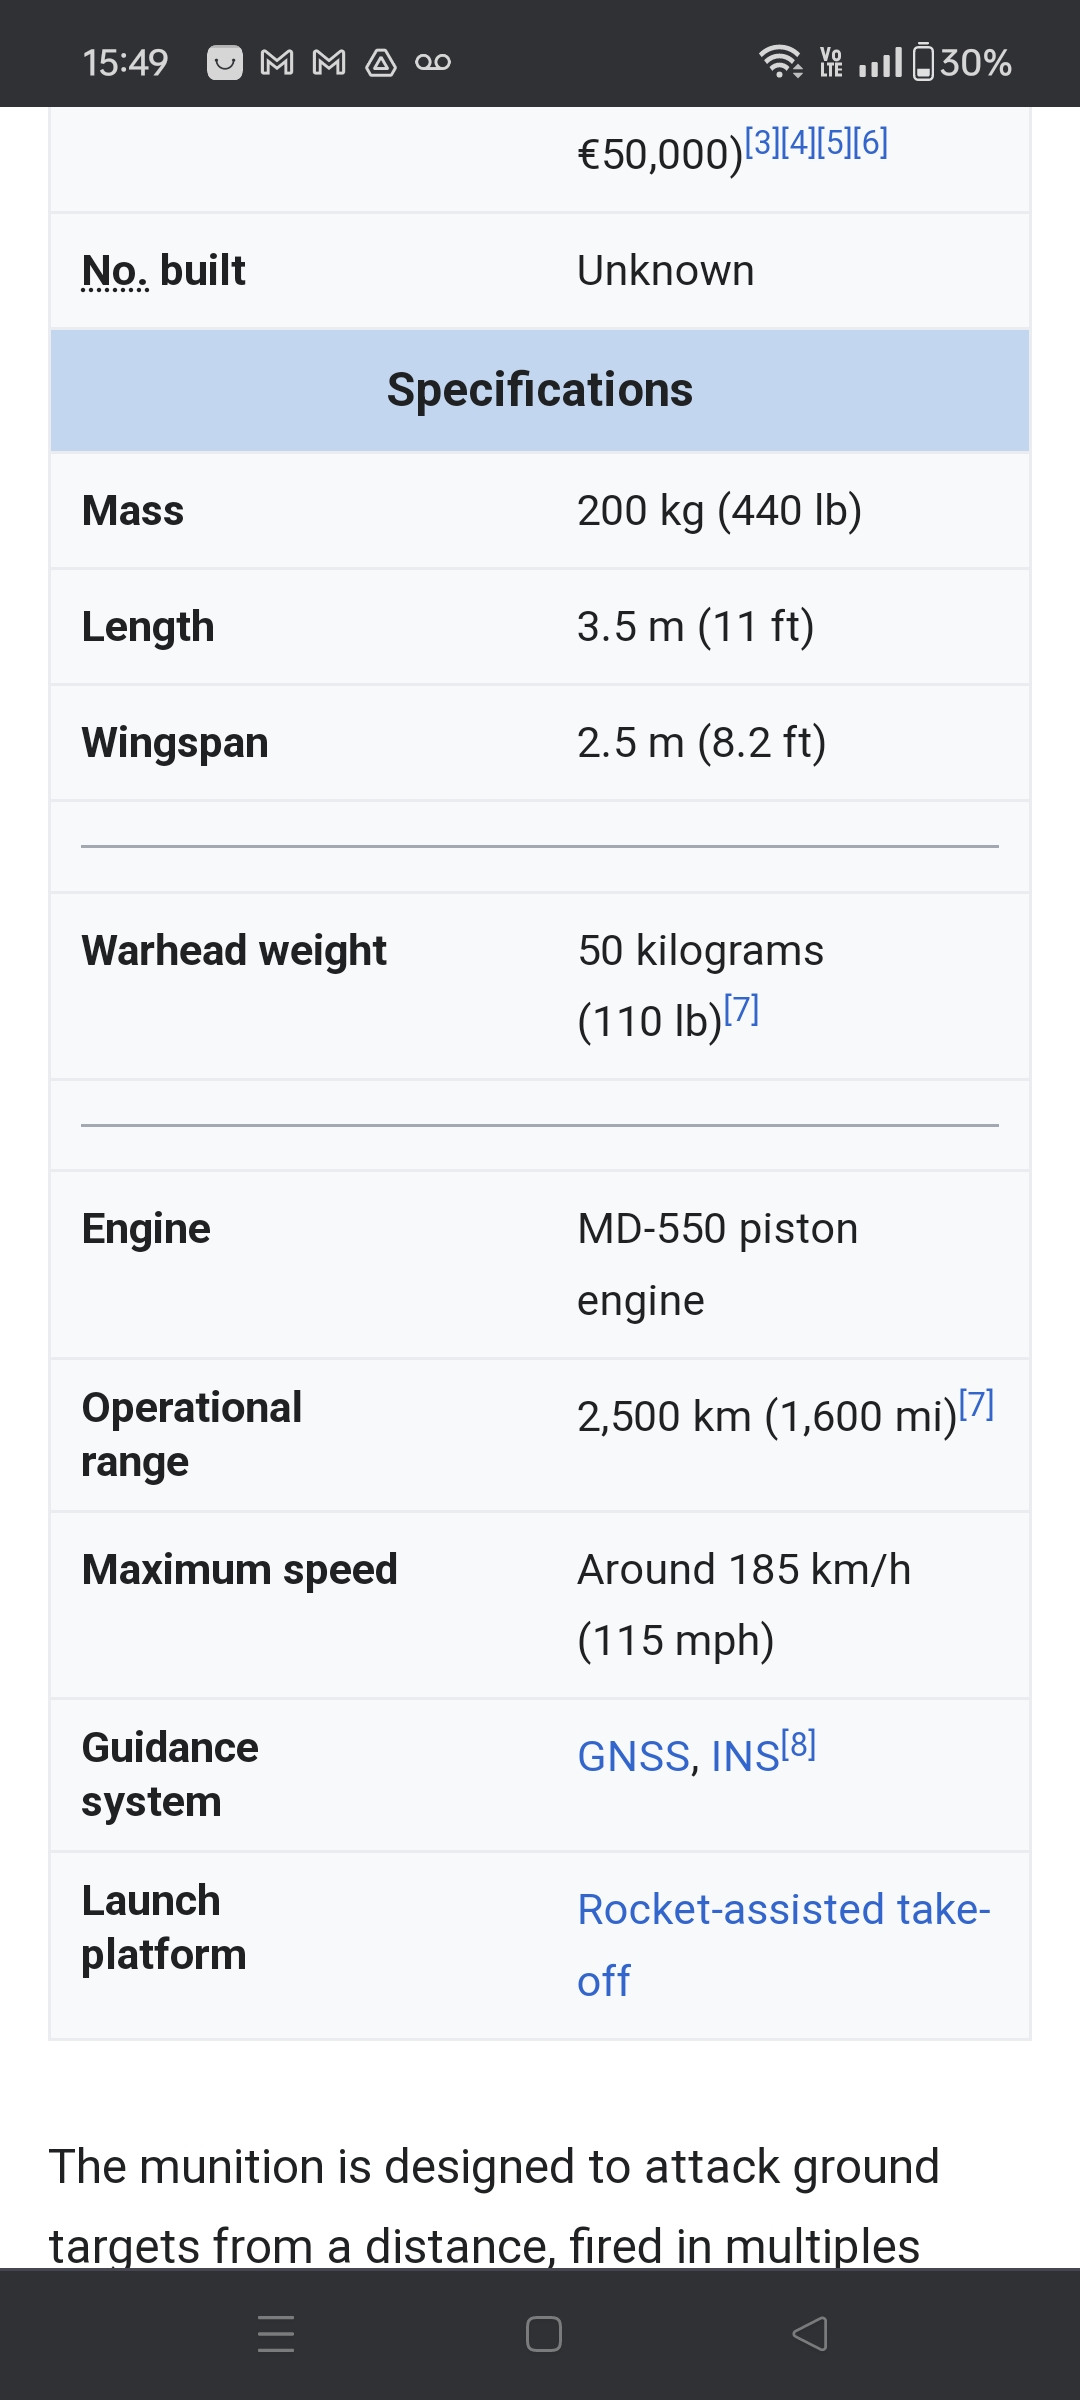 15:49
Vo
LTE
30%
€50,000)[3][4][5][6]
No. built
Unknown
Specifications
Mass
200 kg (440 lb)
Length
3.5 m (11 ft)
Wingspan
2.5 m (8.2 ft)
Warhead weight
50 kilograms
(110 lb)[7]
Engine
MD-550 piston
engine
Operational
range
2,500 km (1,600 mi)[7]
Maximum speed
Around 185 km/h
(115 mph)
Guidance
system
GNSS, INS[8]
Launch
platform
Rocket-assisted take-
off
The munition is designed to attack ground
targets from a distance, fired in multiples